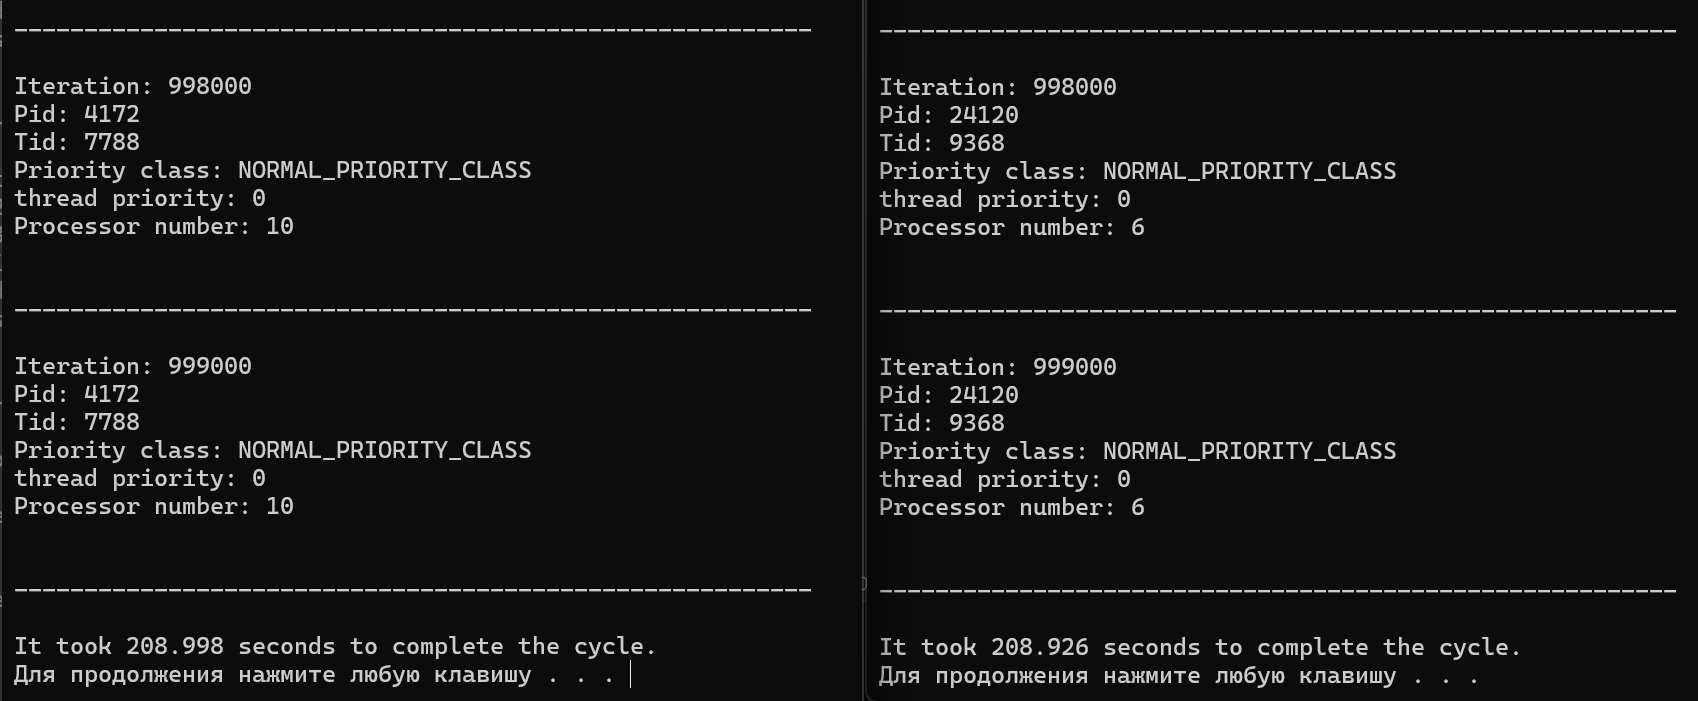 ---------------------------------------------------------
Iteration: 998000
Pid: 4172
Tid: 7788
Priority class: NORMAL_PRIORITY_CLASS
thread priority: 0
Processor number: 10
---------------------------------------------------------
Iteration: 999000
Pid: 4172
Tid: 7788
Priority class: NORMAL_PRIORITY_CLASS
thread priority: 0
Processor number: 10
---------------------------------------------------------
It took 208.998 seconds to complete the cycle.
Для продолжения нажмите любую клавишу . . .
---------------------------------------------------------
Iteration: 998000
Pid: 24120
Tid: 9368
Priority class: NORMAL_PRIORITY_CLASS
thread priority: 0
Processor number: 6
---------------------------------------------------------
Iteration: 999000
Pid: 24120
Tid: 9368
Priority class: NORMAL_PRIORITY_CLASS
thread priority: 0
Processor number: 6
---------------------------------------------------------
It took 208.926 seconds to complete the cycle.
Для продолжения нажмите любую клавишу . . .